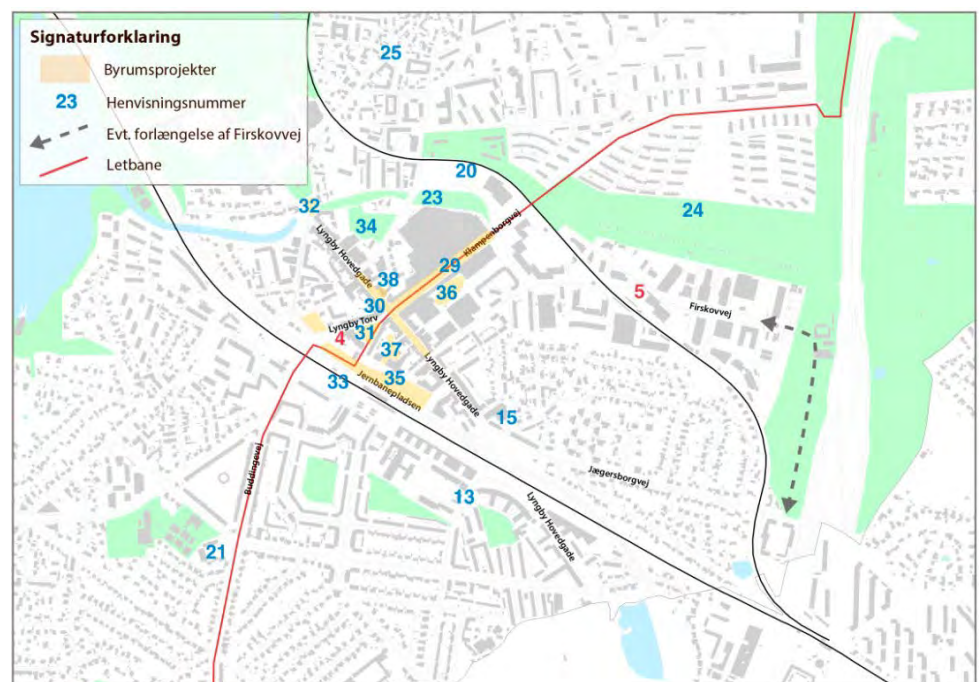 Signaturforklaring
Byrumsprojekter
23 Henvisningsnummer
Evt. forlængelse af Firskovvej
Letbane
25
20
23
24
32
34
Lyngby Hovedgade
Klampenborgvej
29
38
36
5
30
Firskovvej
Lyngby Torv
31
4
37
Lyngby Hovedgade
35
33
Jernbanepladsen
15
Buddingevej
Jægersborgvej
13
Lyngby Hovedgade
21